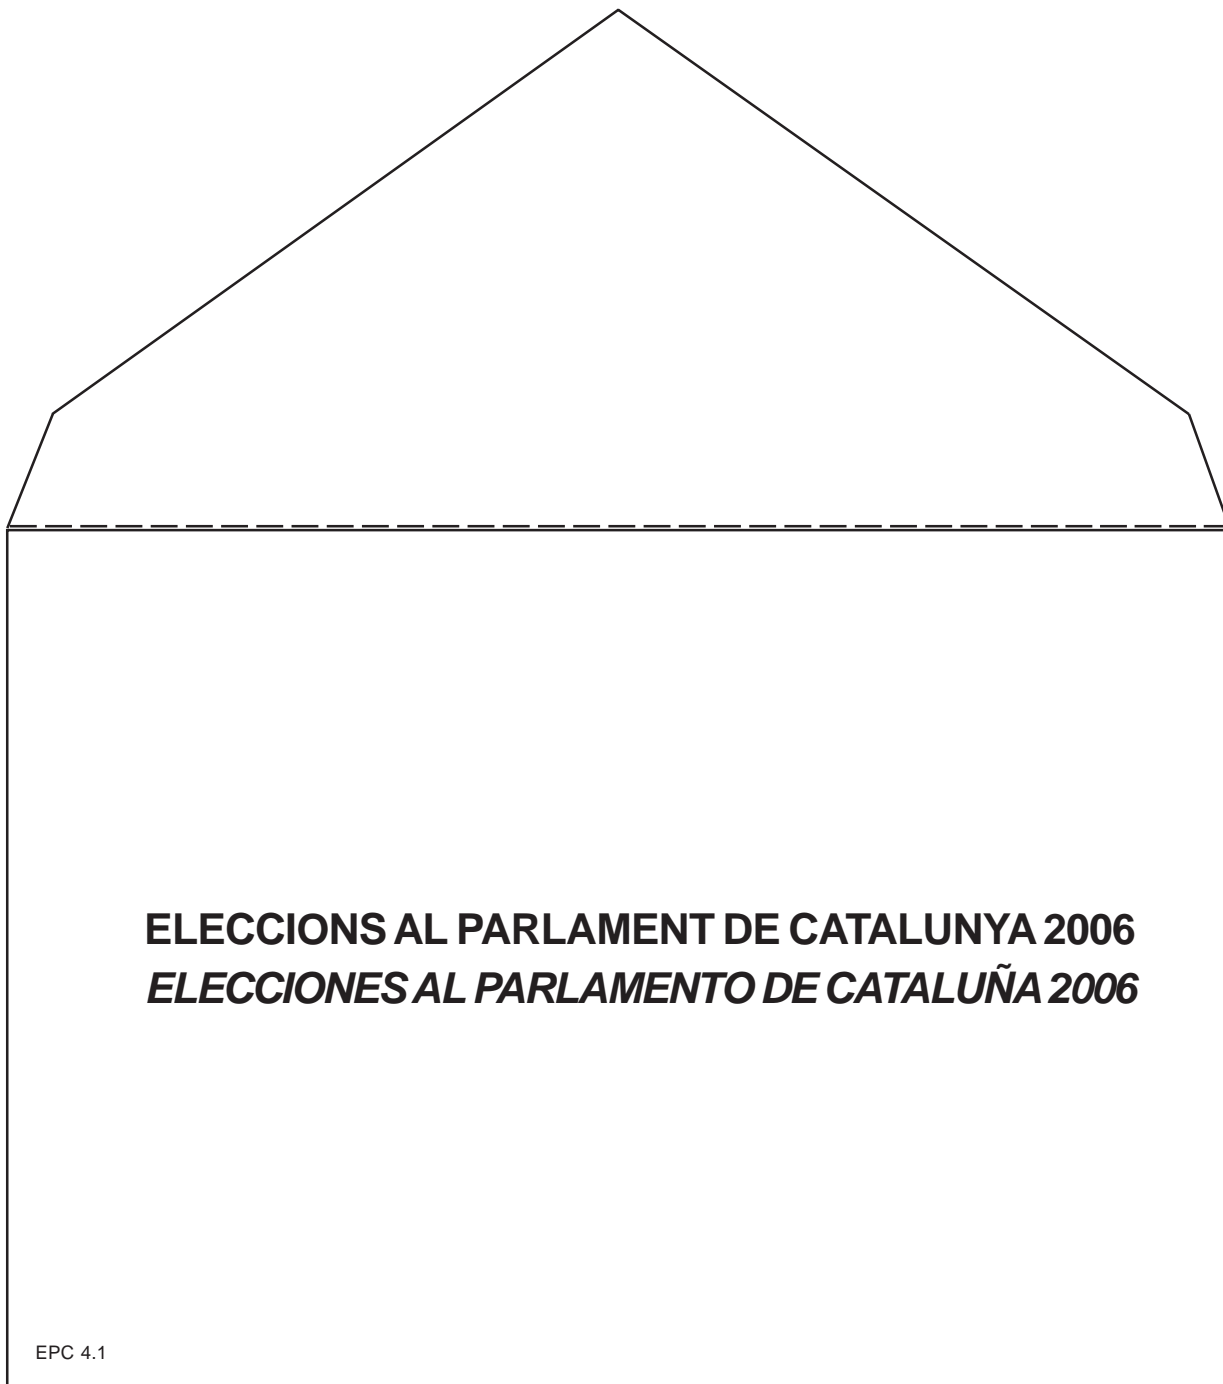 ELECCIONS AL PARLAMENT DE CATALUNYA 2006
ELECCIONES AL PARLAMENTO DE CATALUÑA 2006
EPC 4.1